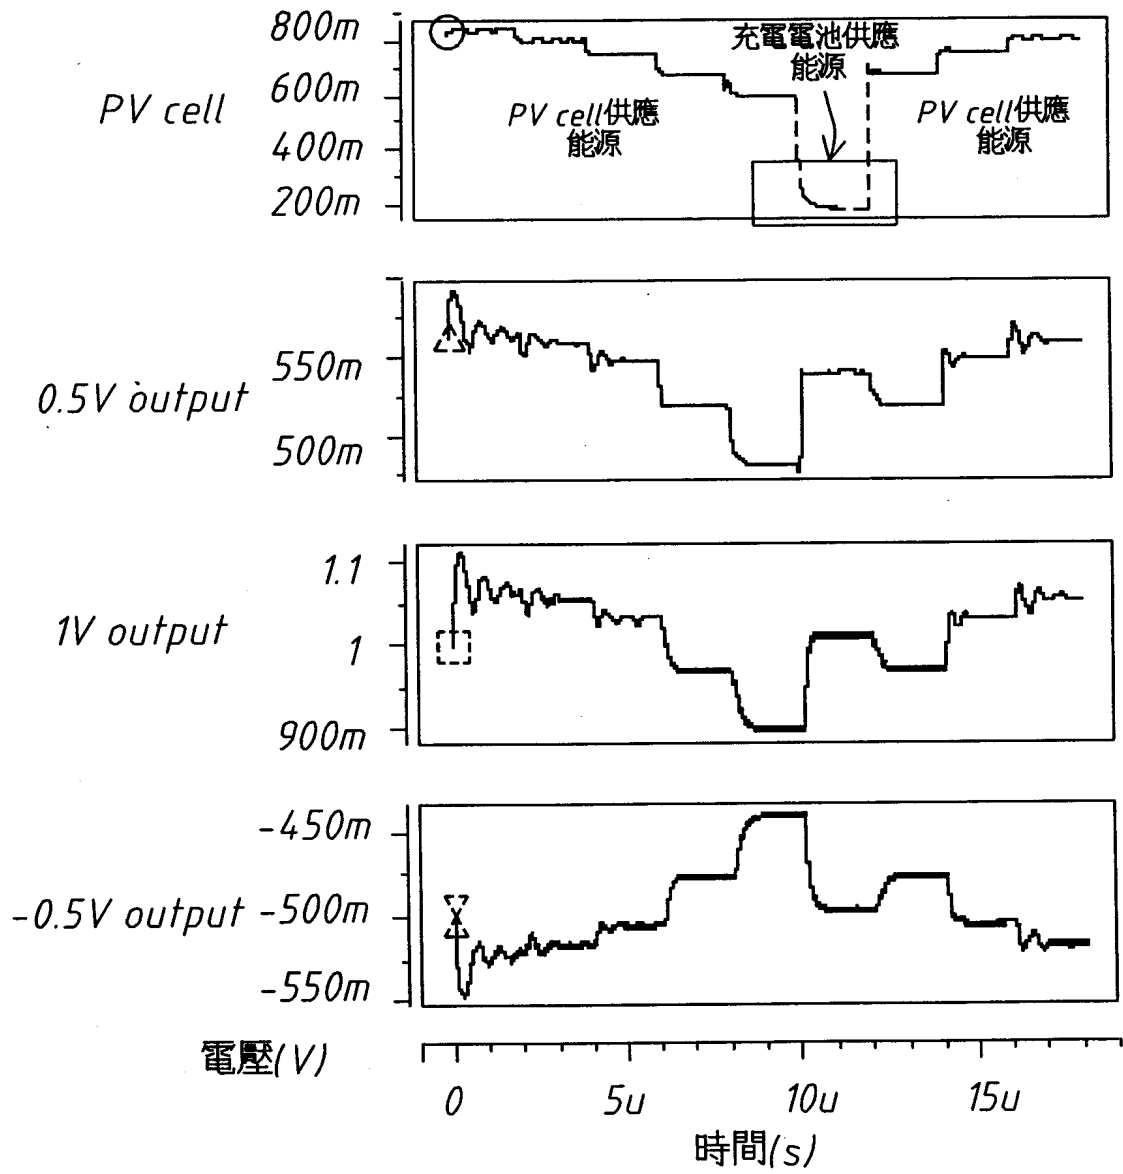 800m
600m
400m
200m
PV cell
充電電池供應
能源
PV cell供應
能源
PV cell供應
能源
550m
500m
0.5V output
1.1
1
900m
1V output
-450m
-500m
-550m
-0.5V output
電壓(V)
0
5u
10u
15u
時間(s)